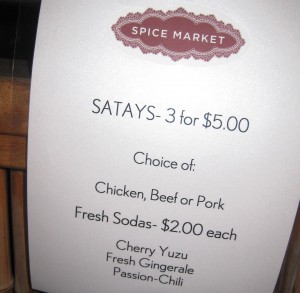 SPICE MARKET
SATAYS- 3 for $5.00
Choice of:
Chicken, Beef or Pork
Fresh Sodas- $2.00 each
Cherry Yuzu
Fresh Gingerale
Passion-Chili